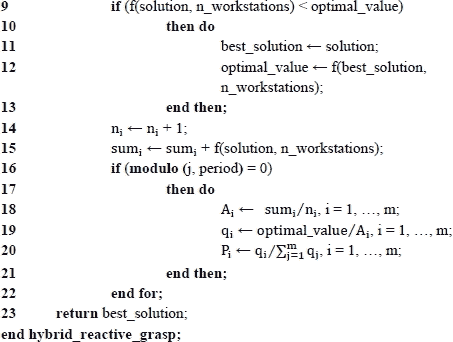 9 if (f(solution, n_workstations) < optimal_value)
10 then do
11 best_solution ← solution;
12 optimal_value ← f(best_solution,
n_workstations);
13 end then;
14 nᵢ ← nᵢ + 1;
15 sumᵢ ← sumᵢ + f(solution, n_workstations);
16 if (modulo (j, period) = 0)
17 then do
18 Aᵢ ← sumᵢ/nᵢ, i = 1, …, m;
19 qᵢ ← optimal_value/Aᵢ, i = 1, …, m;
20 Pᵢ ← qᵢ/∑ᵐⱼ₌₁ qⱼ, i = 1, …, m;
21 end then;
22 end for;
23 return best_solution;
end hybrid_reactive_grasp;